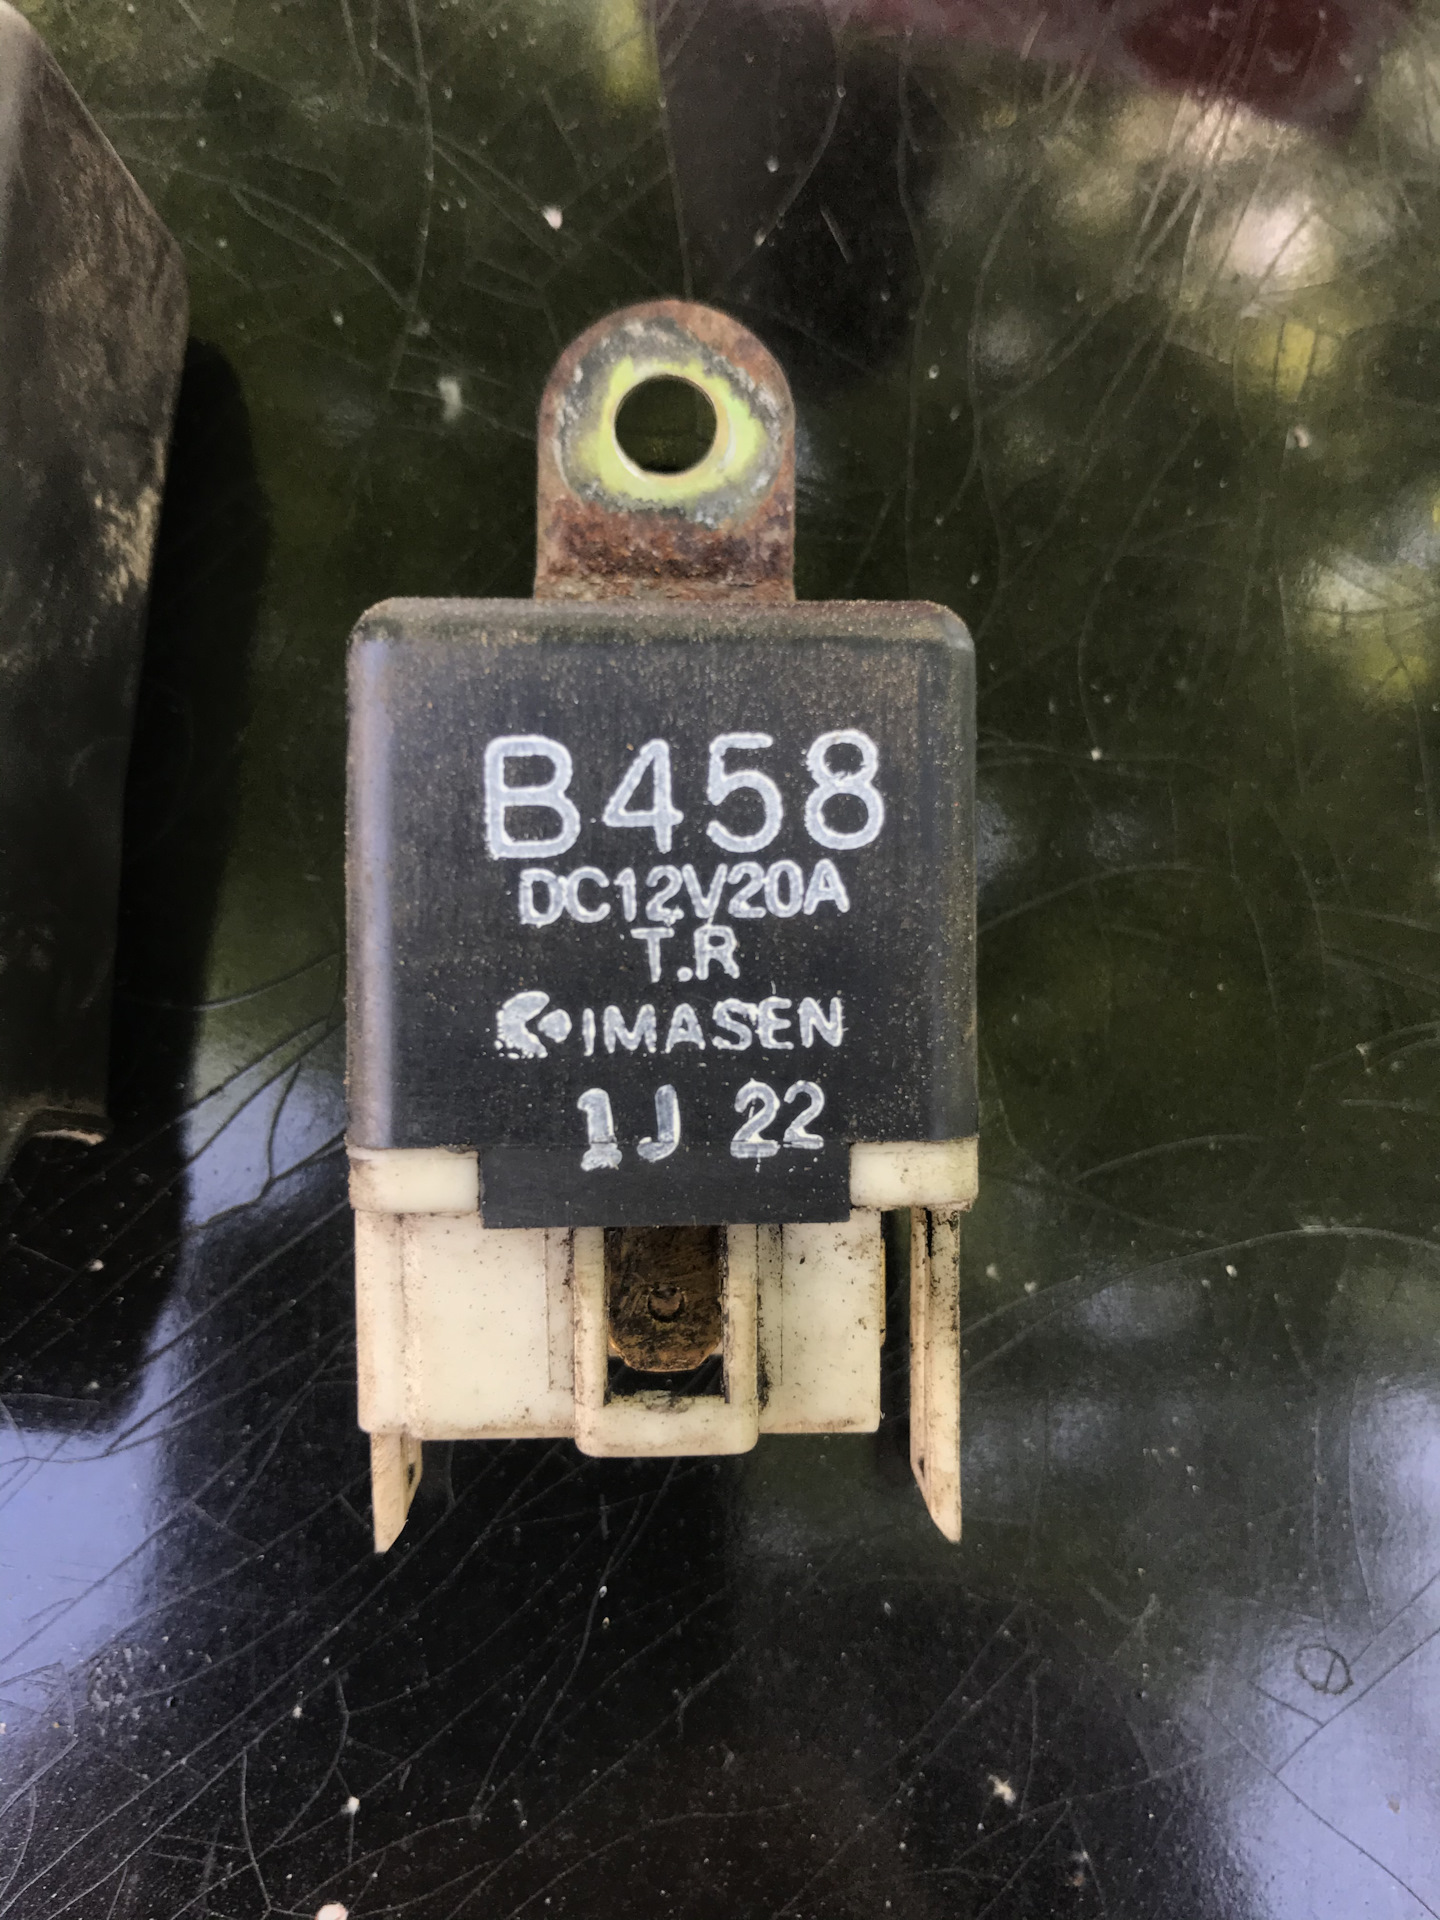 B458
DC12V20A
T.R
IMASEN
1J 22